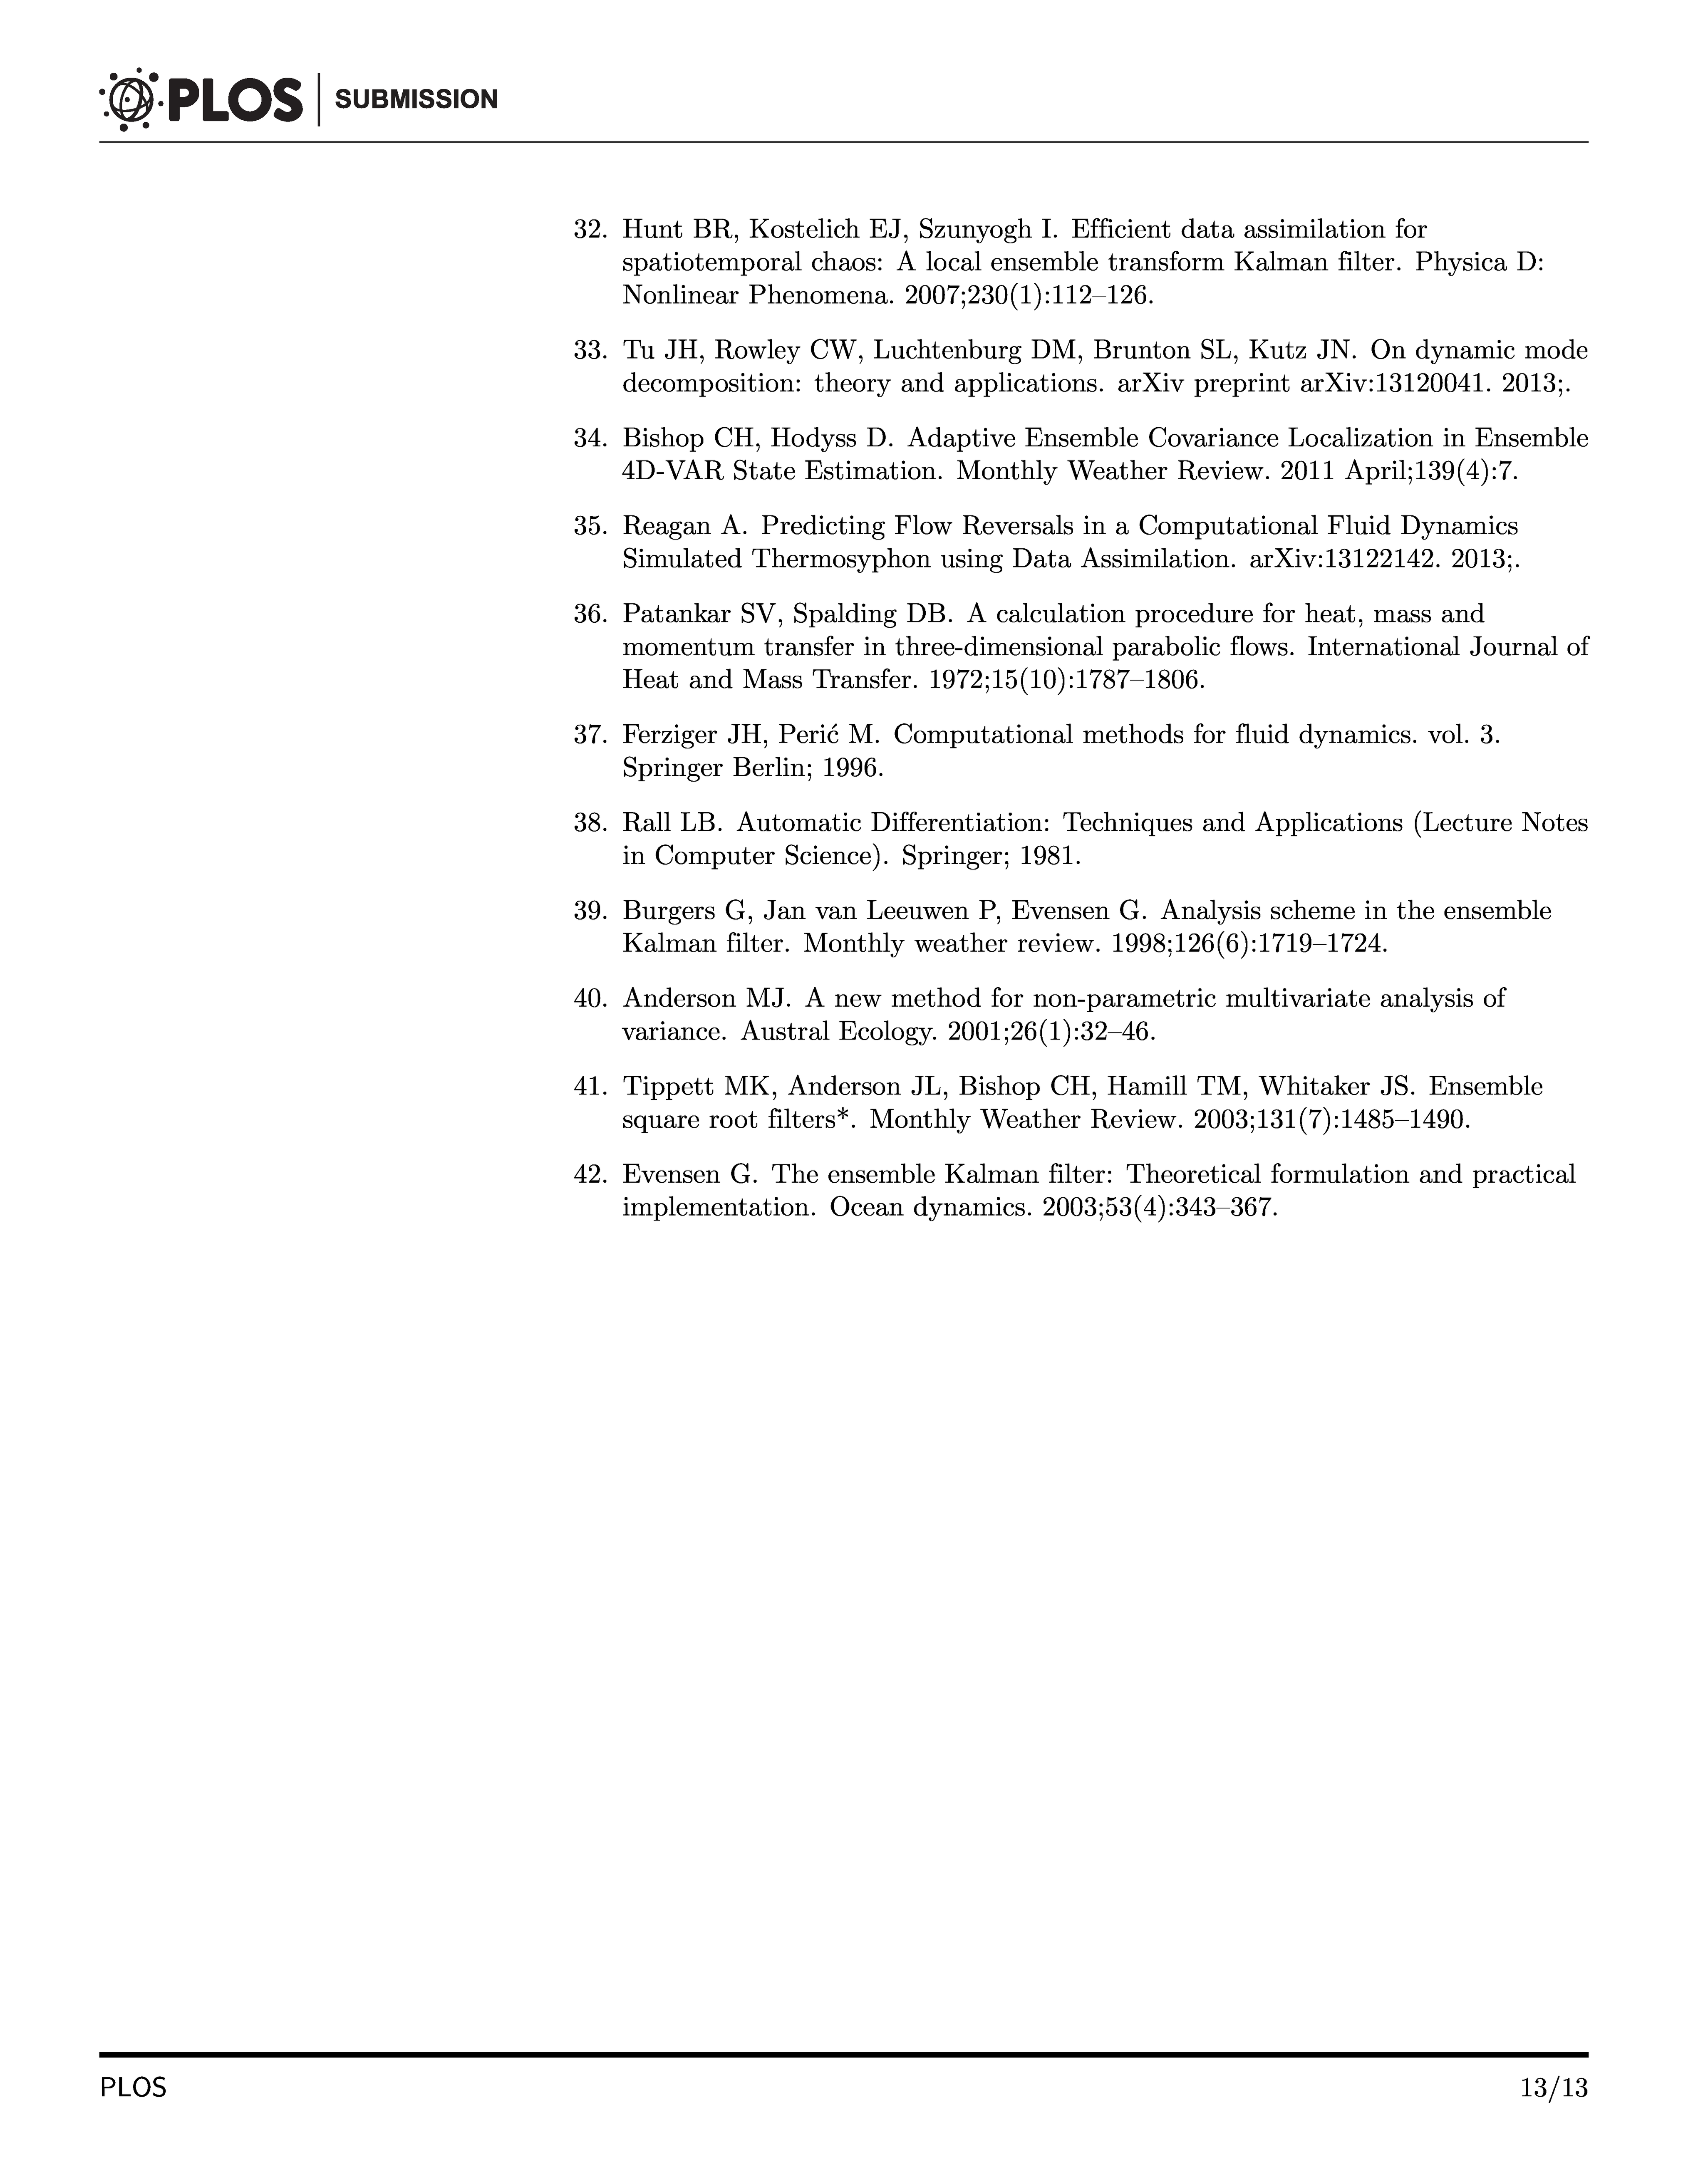 PLOS | SUBMISSION
32. Hunt BR, Kostelich EJ, Szunyogh I. Efficient data assimilation for
spatiotemporal chaos: A local ensemble transform Kalman filter. Physica D:
Nonlinear Phenomena. 2007;230(1):112–126.
33. Tu JH, Rowley CW, Luchtenburg DM, Brunton SL, Kutz JN. On dynamic mode
decomposition: theory and applications. arXiv preprint arXiv:13120041. 2013;.
34. Bishop CH, Hodyss D. Adaptive Ensemble Covariance Localization in Ensemble
4D-VAR State Estimation. Monthly Weather Review. 2011 April;139(4):7.
35. Reagan A. Predicting Flow Reversals in a Computational Fluid Dynamics
Simulated Thermosyphon using Data Assimilation. arXiv:13122142. 2013;.
36. Patankar SV, Spalding DB. A calculation procedure for heat, mass and
momentum transfer in three-dimensional parabolic flows. International Journal of
Heat and Mass Transfer. 1972;15(10):1787–1806.
37. Ferziger JH, Perić M. Computational methods for fluid dynamics. vol. 3.
Springer Berlin; 1996.
38. Rall LB. Automatic Differentiation: Techniques and Applications (Lecture Notes
in Computer Science). Springer; 1981.
39. Burgers G, Jan van Leeuwen P, Evensen G. Analysis scheme in the ensemble
Kalman filter. Monthly weather review. 1998;126(6):1719–1724.
40. Anderson MJ. A new method for non-parametric multivariate analysis of
variance. Austral Ecology. 2001;26(1):32–46.
41. Tippett MK, Anderson JL, Bishop CH, Hamill TM, Whitaker JS. Ensemble
square root filters*. Monthly Weather Review. 2003;131(7):1485–1490.
42. Evensen G. The ensemble Kalman filter: Theoretical formulation and practical
implementation. Ocean dynamics. 2003;53(4):343–367.
PLOS 13/13